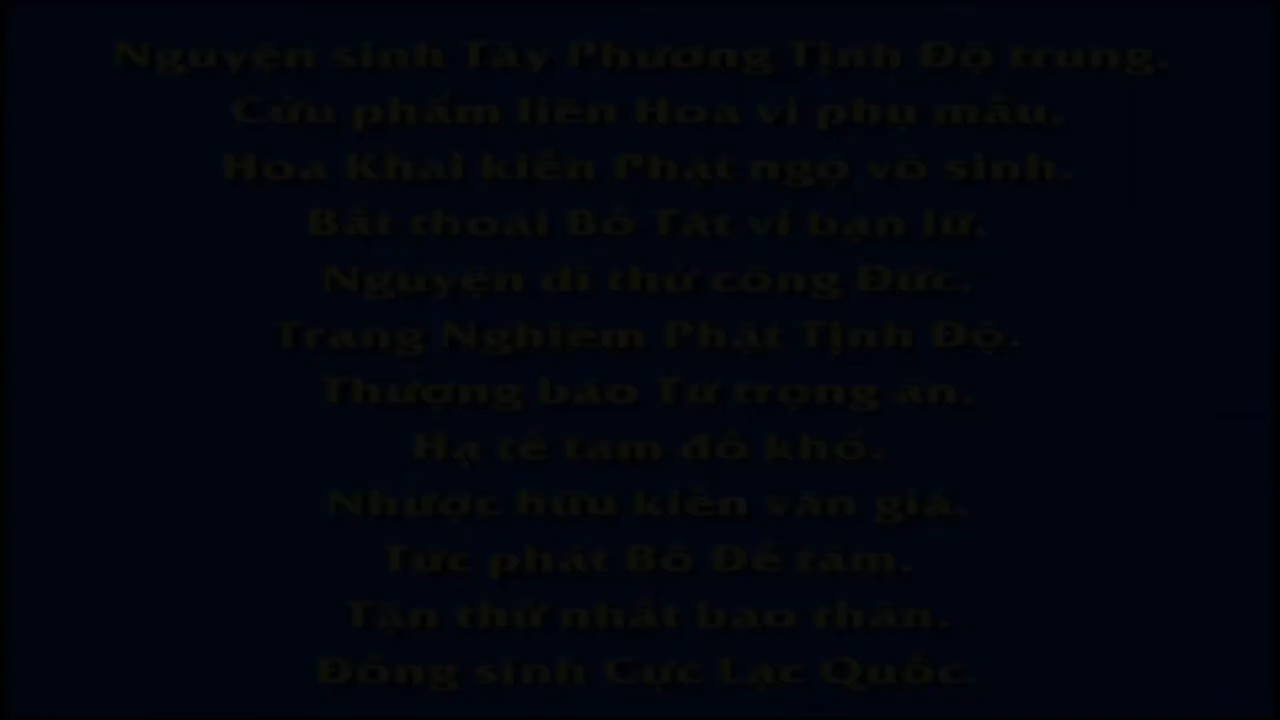 Nguyện sinh Tây Phương Tịnh Độ trung.
Cửu phẩm liên Hoa vi phụ mẫu.
Hoa Khai kiến Phật ngộ vô sinh.
Bất thoái Bồ Tát vi bạn lữ.
Nguyện dĩ thử công Đức.
Trang Nghiêm Phật Tịnh Độ.
Thượng báo Tứ trọng ân.
Hạ tế tam đồ khổ.
Nhược hữu kiến văn giả.
Tức phát Bồ Đề tâm.
Tận thử nhất bao thân.
Đồng sinh Cực Lạc Quốc.